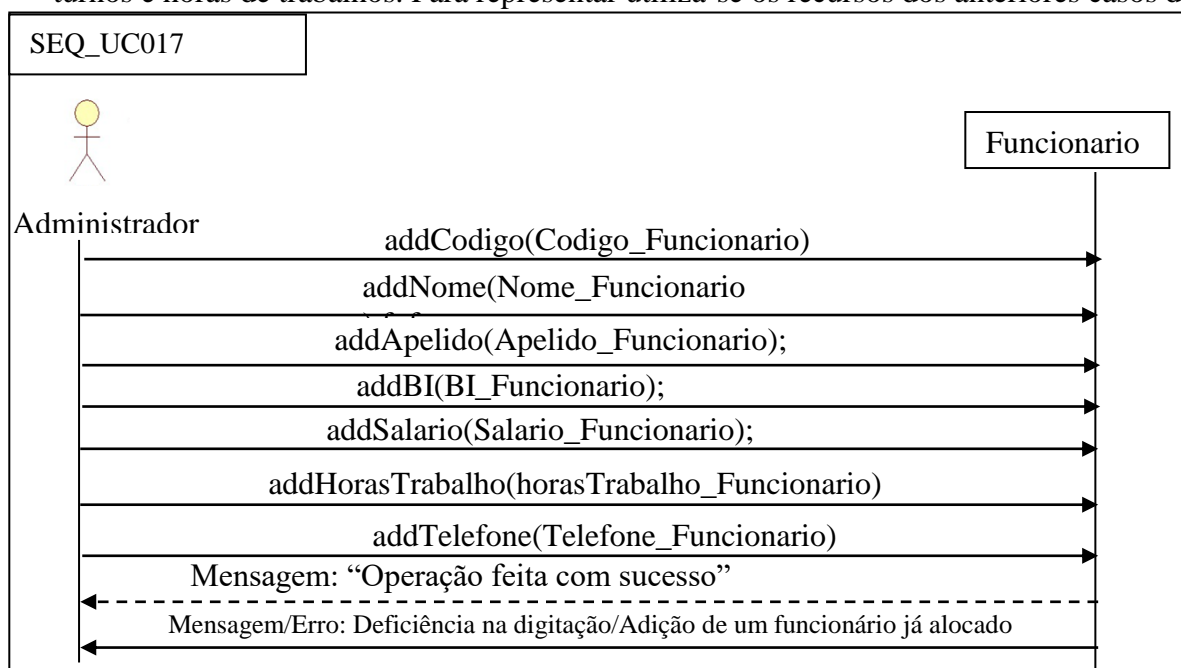 turnos e horas de trabalhos. Para representar utiliza-se os recursos dos anteriores casos d
SEQ_UC017
Funcionario
Administrador
addCodigo(Codigo_Funcionario)
addNome(Nome_Funcionario
addApelido(Apelido_Funcionario);
addBI(BI_Funcionario);
addSalario(Salario_Funcionario);
addHorasTrabalho(horasTrabalho_Funcionario)
addTelefone(Telefone_Funcionario)
Mensagem: “Operação feita com sucesso”
Mensagem/Erro: Deficiência na digitação/Adição de um funcionário já alocado